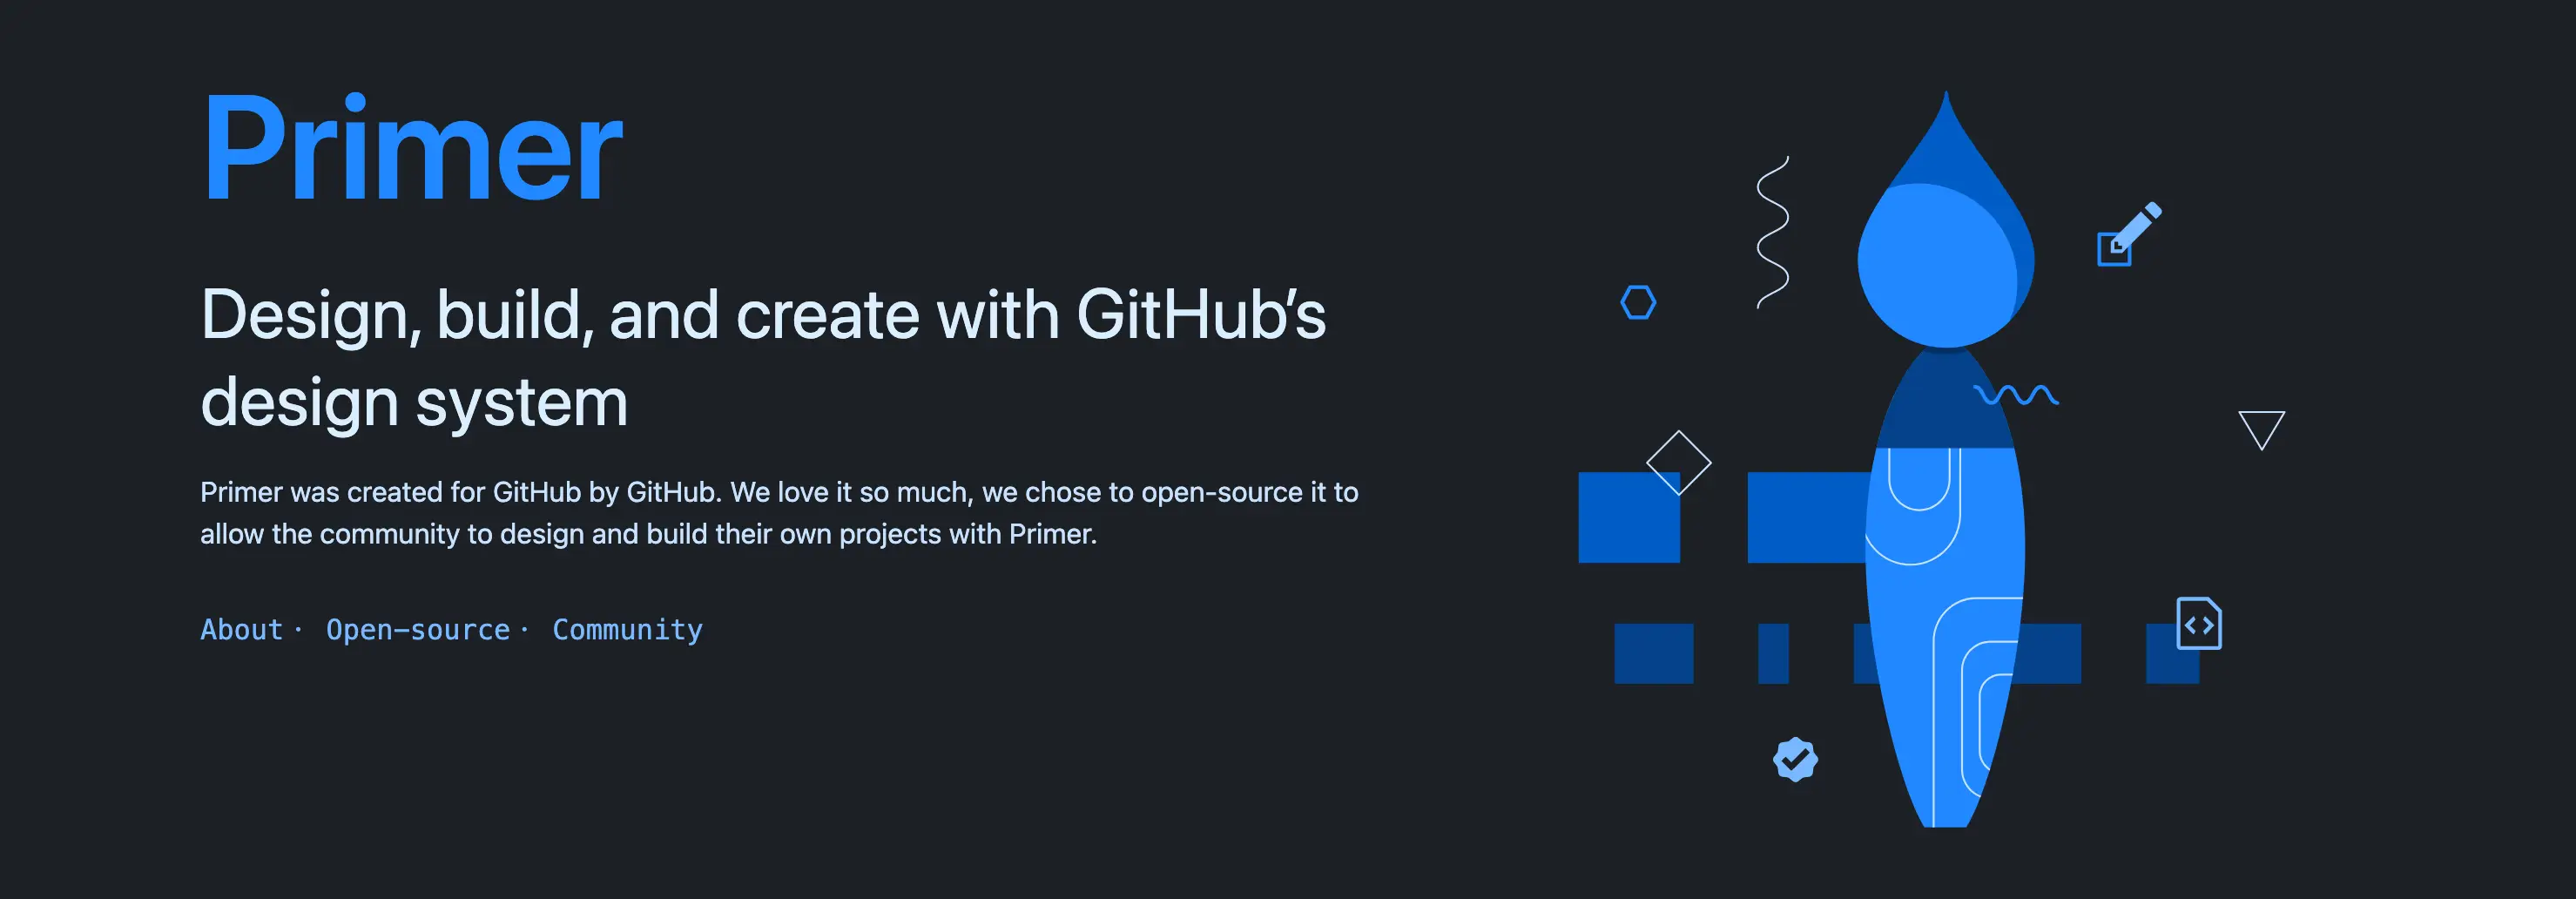 Primer
Design, build, and create with GitHub’s
design system
Primer was created for GitHub by GitHub. We love it so much, we chose to open-source it to
allow the community to design and build their own projects with Primer.
About · Open-source · Community